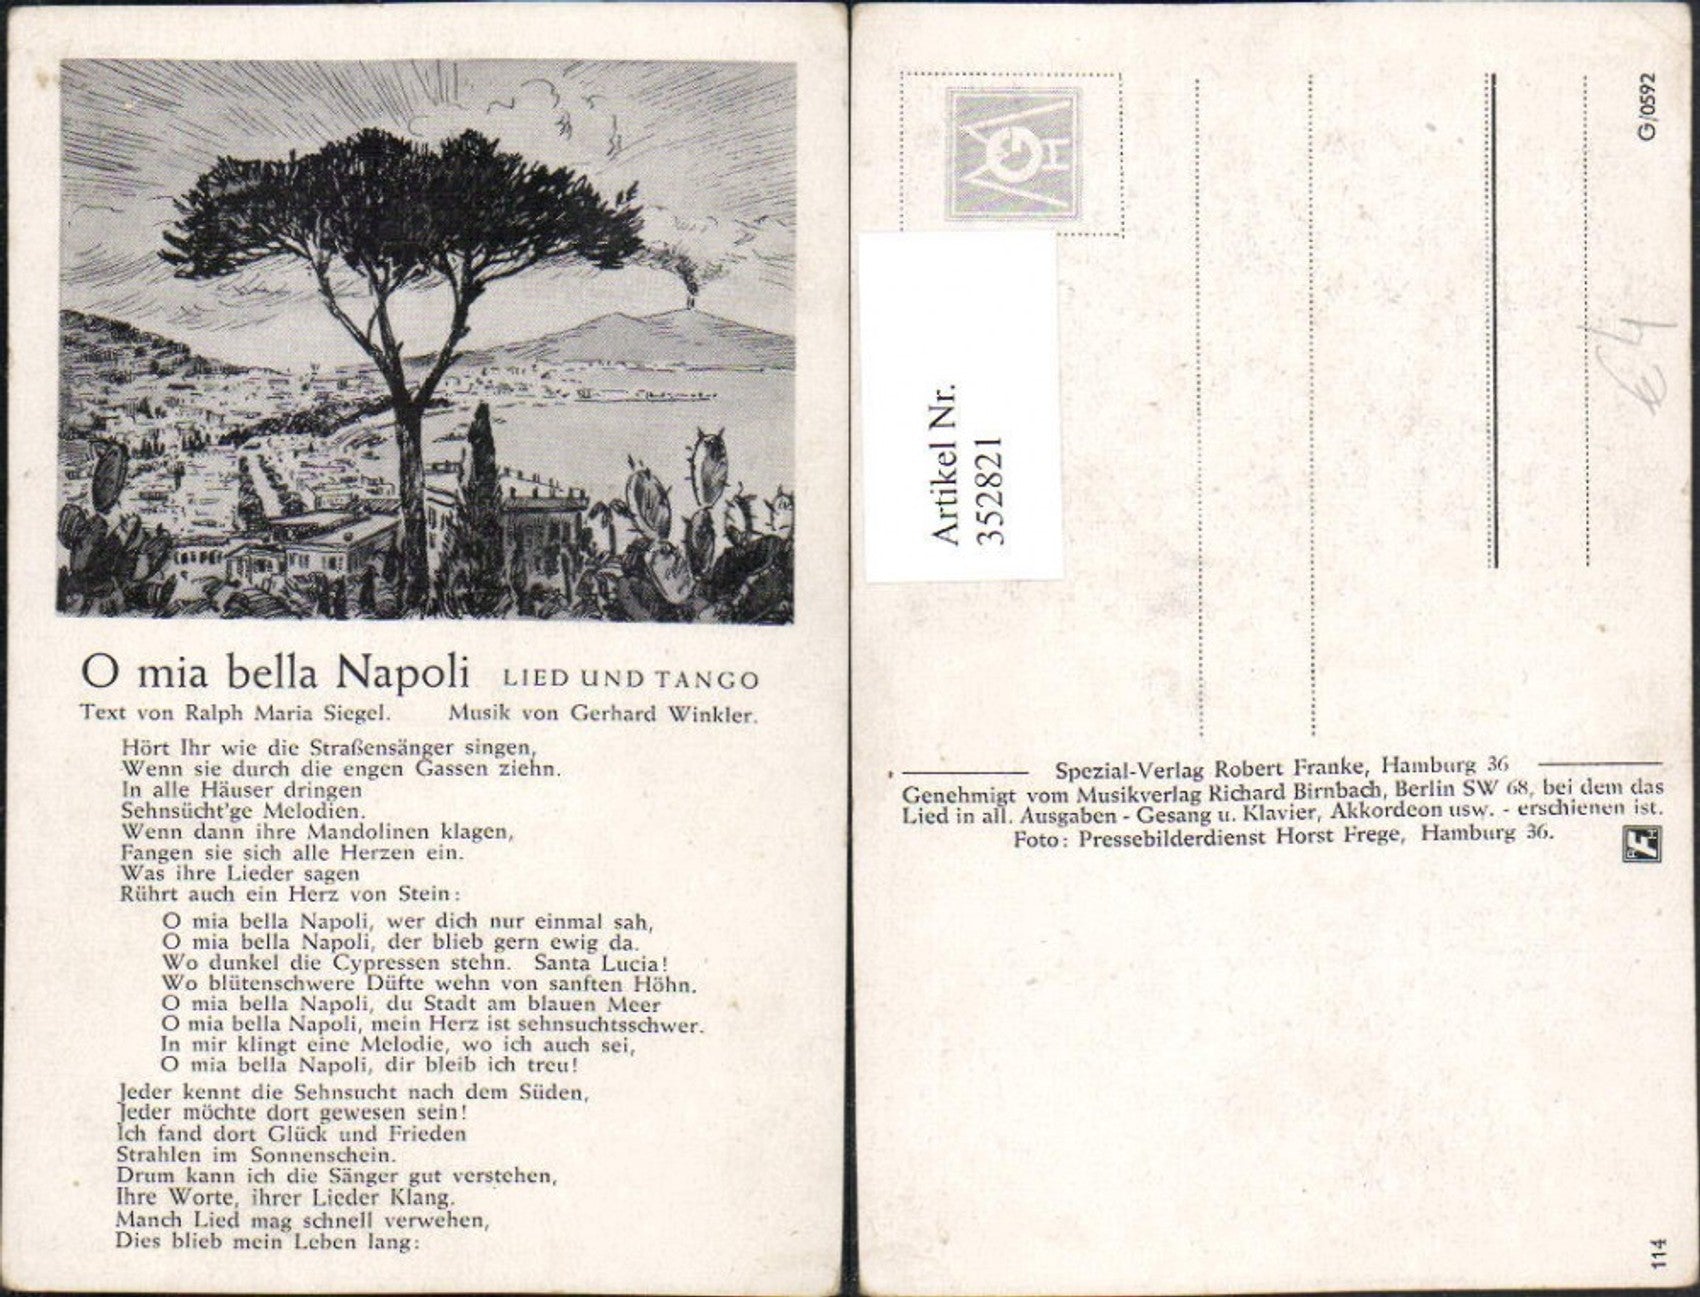 O mia bella Napoli LIED UND TANGO
Text von Ralph Maria Siegel. Musik von Gerhard Winkler.
Hört Ihr wie die Straßensänger singen,
Wenn sie durch die engen Gassen ziehn.
In alle Häuser dringen
Sehnsücht'ge Melodien.
Wenn dann ihre Mandolinen klagen,
Fangen sie sich alle Herzen ein.
Was ihre Lieder sagen
Rührt auch ein Herz von Stein:
O mia bella Napoli, wer dich nur einmal sah,
O mia bella Napoli, der blieb gern ewig da.
Wo dunkel die Cypressen stehn. Santa Lucia!
Wo blütenschwere Düfte wehn von sanften Höhn.
O mia bella Napoli, du Stadt am blauen Meer
O mia bella Napoli, mein Herz ist sehnsuchtsschwer.
In mir klingt eine Melodie, wo ich auch sei,
O mia bella Napoli, dir bleib ich treu!
Jeder kennt die Sehnsucht nach dem Süden,
Jeder möchte dort gewesen sein!
Ich fand dort Glück und Frieden
Strahlen im Sonnenschein.
Drum kann ich die Sänger gut verstehen,
Ihre Worte, ihrer Lieder Klang.
Manch Lied mag schnell verwehen,
Dies blieb mein Leben lang:
G/0592
€ 4
Artikel Nr.
3528821
Spezial-Verlag Robert Franke, Hamburg 36
Genehmigt vom Musikverlag Richard Birnbach, Berlin SW 68, bei dem das
Lied in all. Ausgaben - Gesang u. Klavier, Akkordeon usw. - erschienen ist.
Foto: Pressebilderdienst Horst Frege, Hamburg 36.
114